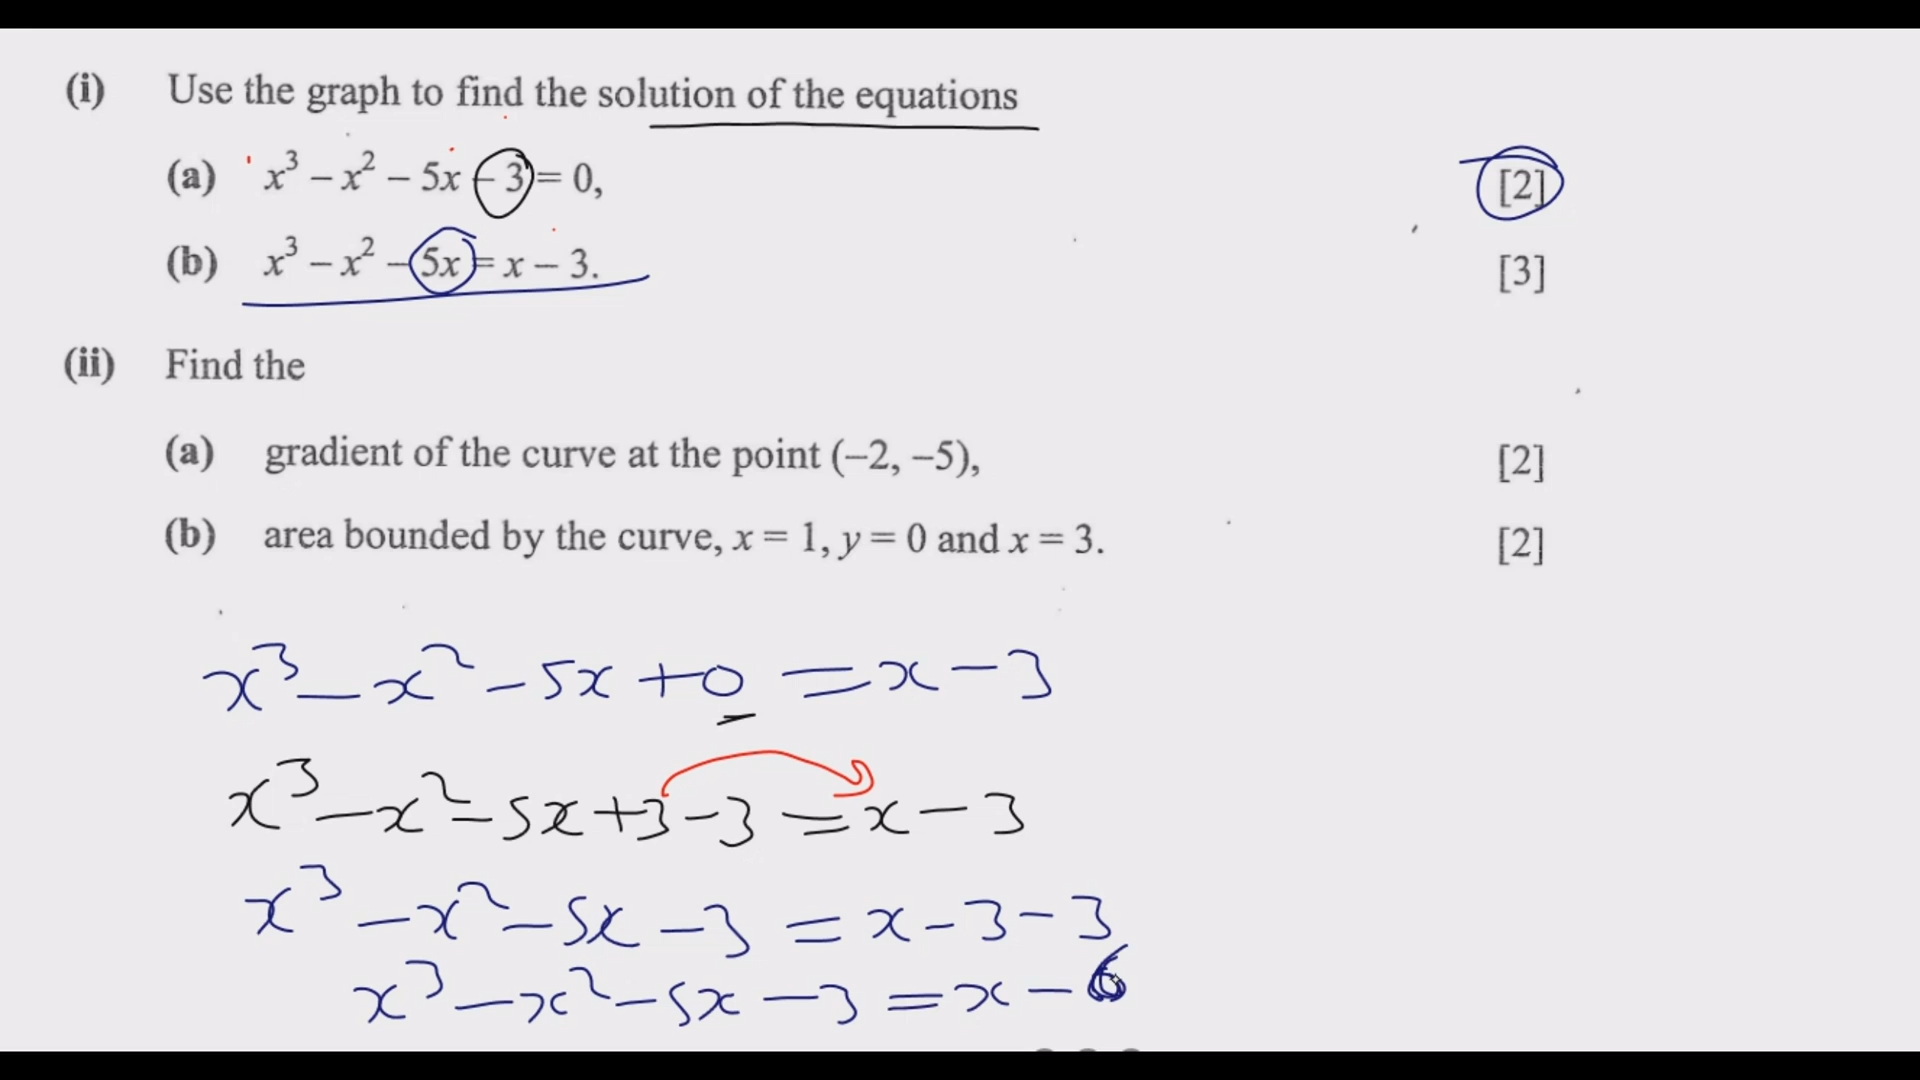 (i) Use the graph to find the solution of the equations
(a) x³ – x² – 5x – 3 = 0, [2]
(b) x³ – x² – 5x = x – 3. [3]
(ii) Find the
(a) gradient of the curve at the point (–2, –5), [2]
(b) area bounded by the curve, x = 1, y = 0 and x = 3. [2]
x³ – x² – 5x + 0 = x – 3
x³ – x² – 5x + 3 – 3 = x – 3
x³ – x² – 5x – 3 = x – 3 – 3
x³ – x² – 5x – 3 = x – 6